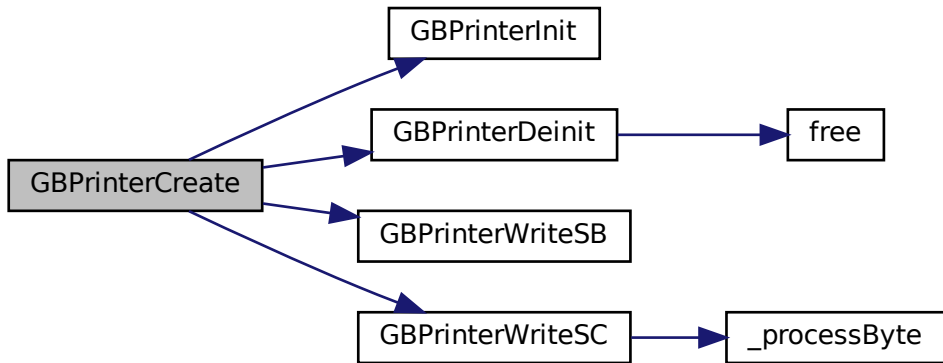 GBPrinterInit
GBPrinterDeinit
free
GBPrinterCreate
GBPrinterWriteSB
GBPrinterWriteSC
_processByte